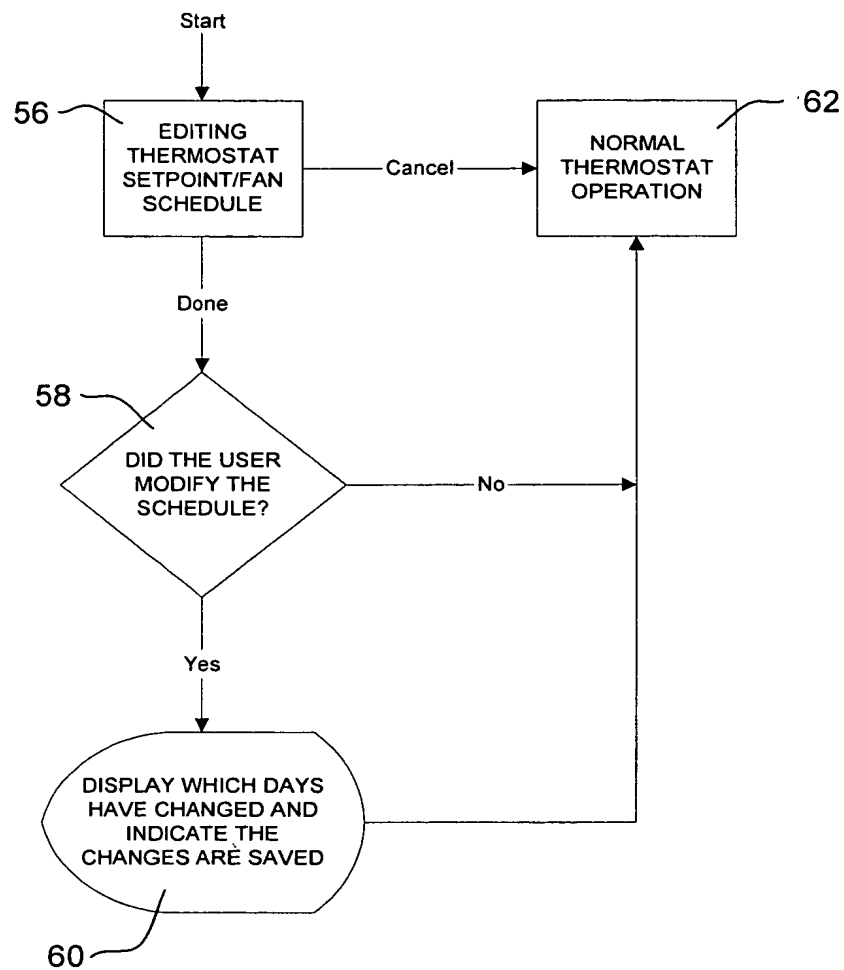 Start
56
EDITING
THERMOSTAT
SETPOINT/FAN
SCHEDULE
Cancel
62
NORMAL
THERMOSTAT
OPERATION
Done
58
DID THE USER
MODIFY THE
SCHEDULE?
No
Yes
DISPLAY WHICH DAYS
HAVE CHANGED AND
INDICATE THE
CHANGES ARE SAVED
60